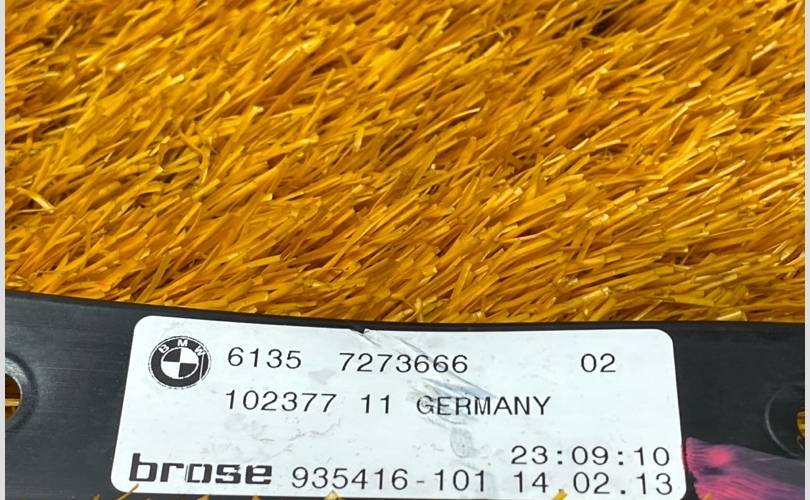 BMW 6135 7273666 02
102377 11 GERMANY
23:09:10
brose 935416-101 14.02.13